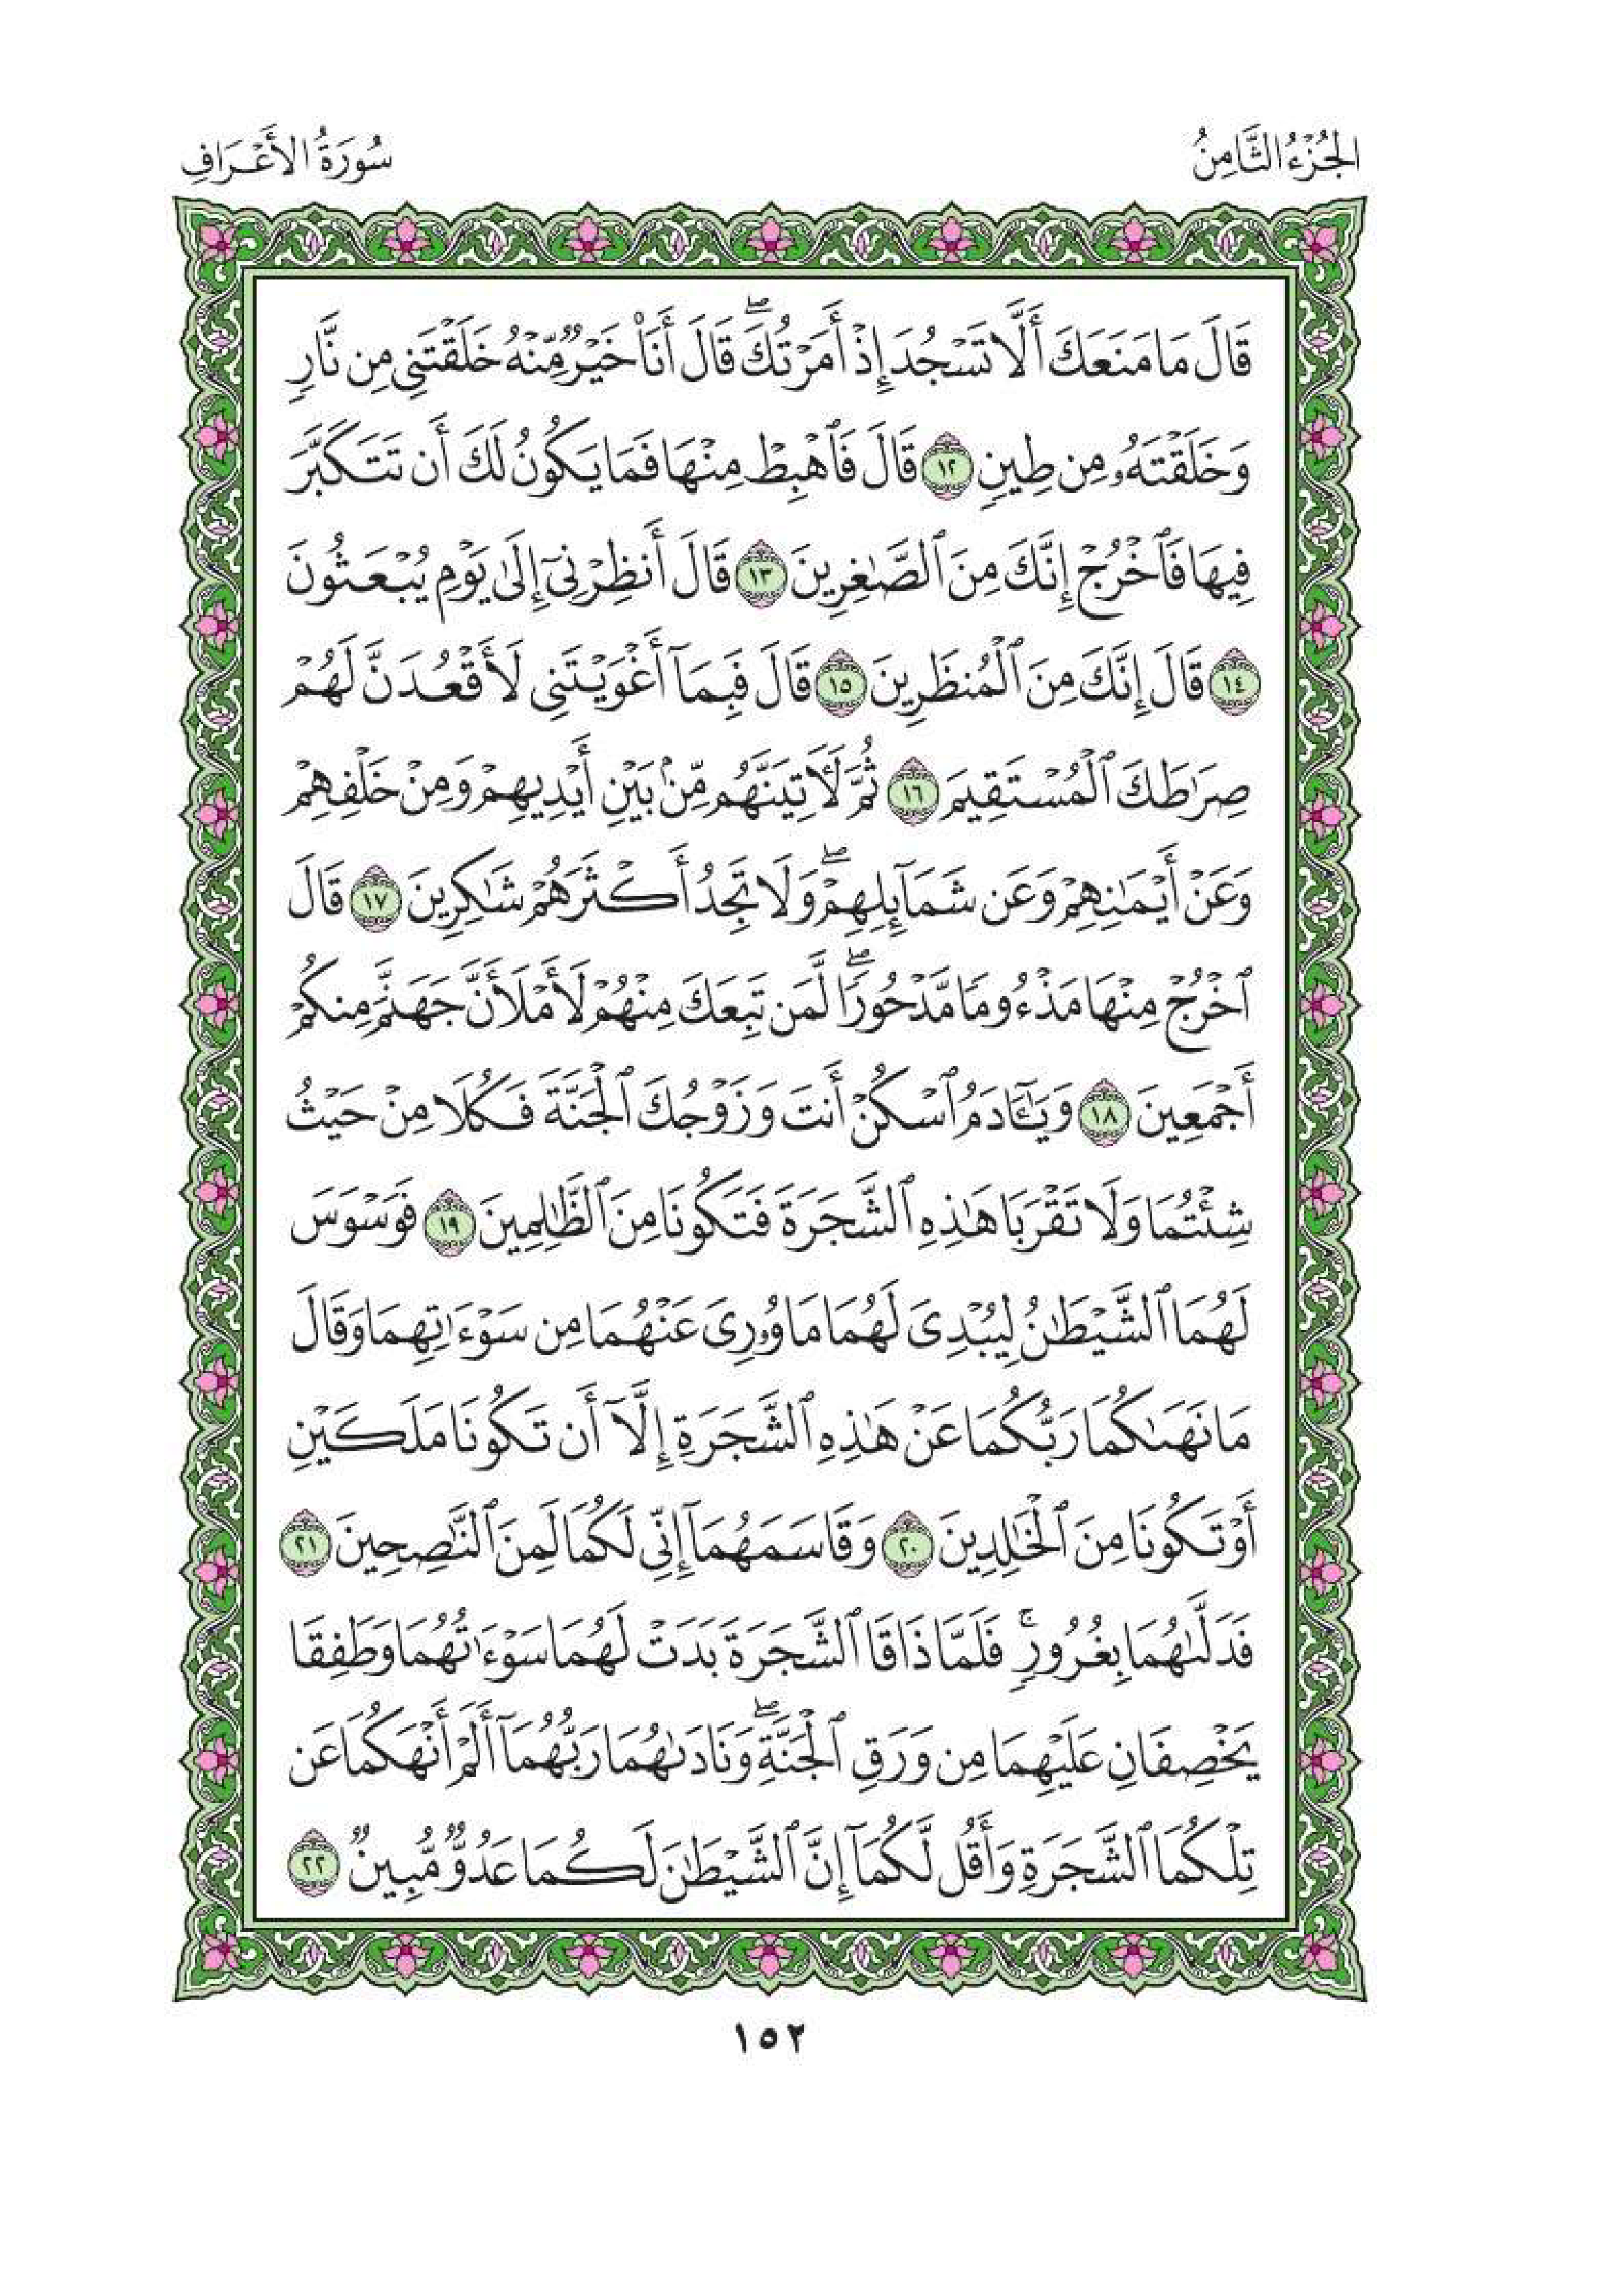 الجُزْءُ الثَّامِنُ
سُورَةُ الأَعْرَافِ
قَالَ مَا مَنَعَكَ أَلَّا تَسْجُدَ إِذْ أَمَرْتُكَ ۖ قَالَ أَنَا۠ خَيْرٌ مِّنْهُ خَلَقْتَنِى مِن نَّارٍ
وَخَلَقْتَهُۥ مِن طِينٍ ١٢ قَالَ فَٱهْبِطْ مِنْهَا فَمَا يَكُونُ لَكَ أَن تَتَكَبَّرَ
فِيهَا فَٱخْرُجْ إِنَّكَ مِنَ ٱلصَّـٰغِرِينَ ١٣ قَالَ أَنظِرْنِىٓ إِلَىٰ يَوْمِ يُبْعَثُونَ
١٤ قَالَ إِنَّكَ مِنَ ٱلْمُنظَرِينَ ١٥ قَالَ فَبِمَآ أَغْوَيْتَنِى لَأَقْعُدَنَّ لَهُمْ
صِرَٰطَكَ ٱلْمُسْتَقِيمَ ١٦ ثُمَّ لَـَٔاتِيَنَّهُم مِّنۢ بَيْنِ أَيْدِيهِمْ وَمِنْ خَلْفِهِمْ
وَعَنْ أَيْمَـٰنِهِمْ وَعَن شَمَآئِلِهِمْ ۖ وَلَا تَجِدُ أَكْثَرَهُمْ شَـٰكِرِينَ ١٧ قَالَ
ٱخْرُجْ مِنْهَا مَذْءُومًا مَّدْحُورًا ۖ لَّمَن تَبِعَكَ مِنْهُمْ لَأَمْلَأَنَّ جَهَنَّمَ مِنكُمْ
أَجْمَعِينَ ١٨ وَيَـٰٓـَٔادَمُ ٱسْكُنْ أَنتَ وَزَوْجُكَ ٱلْجَنَّةَ فَكُلَا مِنْ حَيْثُ
شِئْتُمَا وَلَا تَقْرَبَا هَـٰذِهِ ٱلشَّجَرَةَ فَتَكُونَا مِنَ ٱلظَّـٰلِمِينَ ١٩ فَوَسْوَسَ
لَهُمَا ٱلشَّيْطَـٰنُ لِيُبْدِىَ لَهُمَا مَا وُۥرِىَ عَنْهُمَا مِن سَوْءَٰتِهِمَا وَقَالَ
مَا نَهَىٰكُمَا رَبُّكُمَا عَنْ هَـٰذِهِ ٱلشَّجَرَةِ إِلَّآ أَن تَكُونَا مَلَكَيْنِ
أَوْ تَكُونَا مِنَ ٱلْخَـٰلِدِينَ ٢٠ وَقَاسَمَهُمَآ إِنِّى لَكُمَا لَمِنَ ٱلنَّـٰصِحِينَ ٢١
فَدَلَّىٰهُمَا بِغُرُورٍ ۚ فَلَمَّا ذَاقَا ٱلشَّجَرَةَ بَدَتْ لَهُمَا سَوْءَٰتُهُمَا وَطَفِقَا
يَخْصِفَانِ عَلَيْهِمَا مِن وَرَقِ ٱلْجَنَّةِ ۖ وَنَادَىٰهُمَا رَبُّهُمَآ أَلَمْ أَنْهَكُمَا عَن
تِلْكُمَا ٱلشَّجَرَةِ وَأَقُل لَّكُمَآ إِنَّ ٱلشَّيْطَـٰنَ لَكُمَا عَدُوٌّ مُّبِينٌ ٢٢
١٥٢